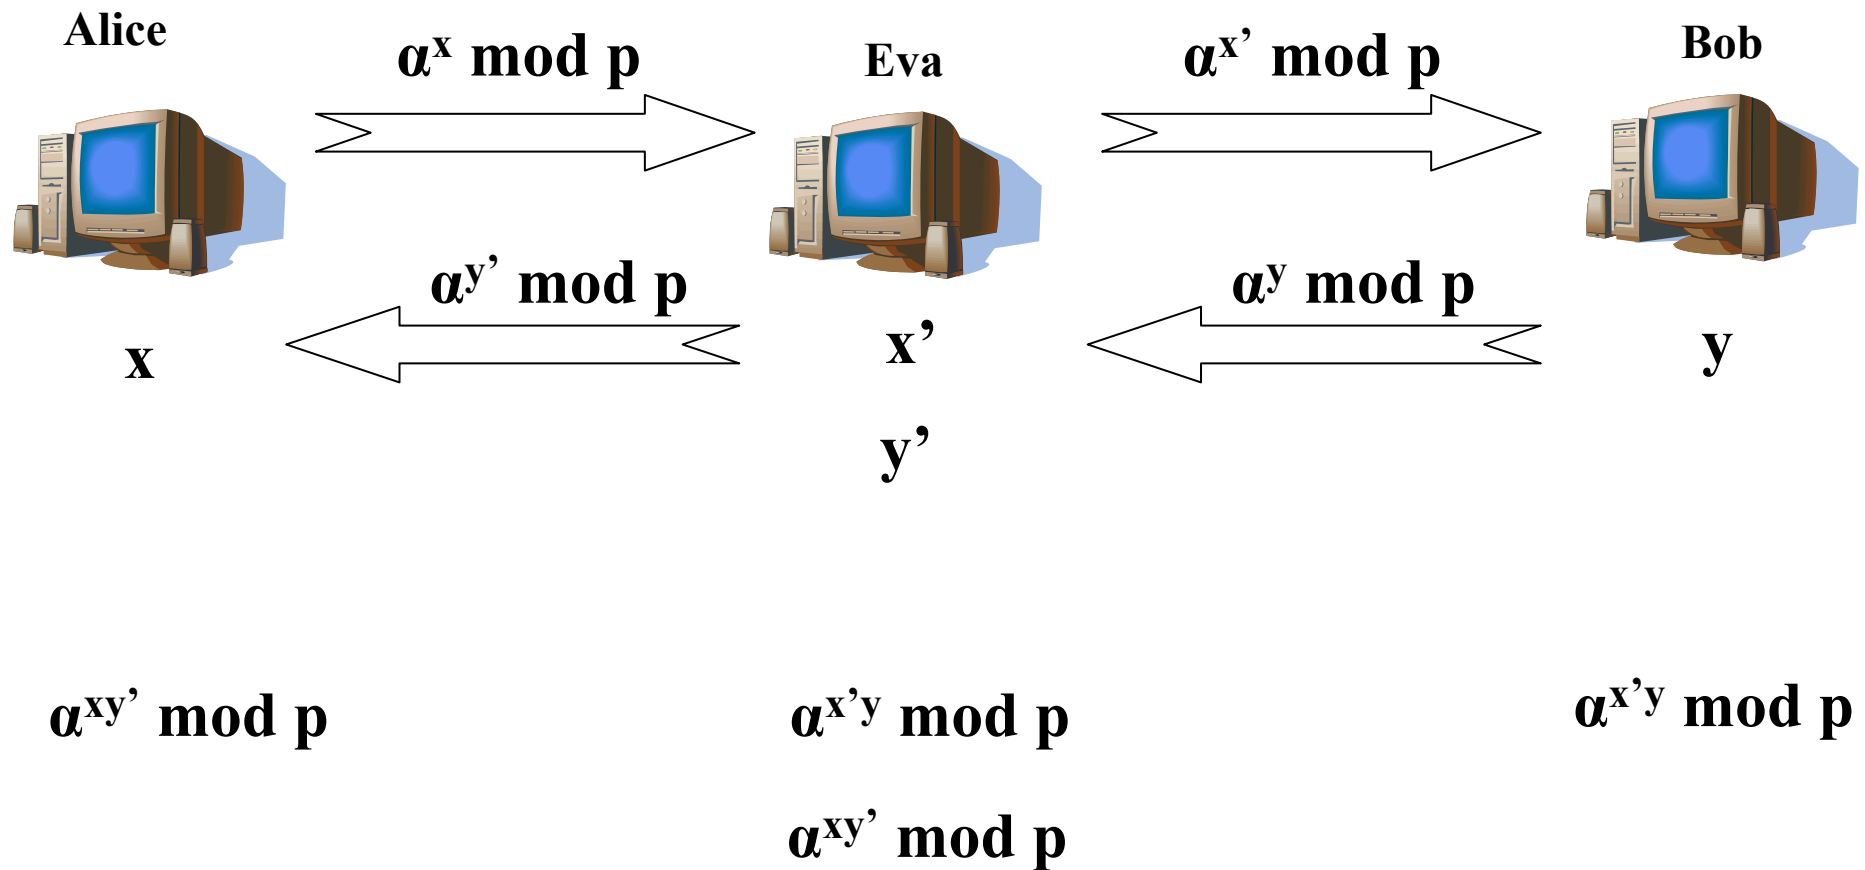 Alice
Eva
Bob
αˣ mod p
αˣ’ mod p
αʸ’ mod p
αʸ mod p
x
x’
y
y’
αˣʸ’ mod p
αˣ’ʸ mod p
αˣ’ʸ mod p
αˣʸ’ mod p